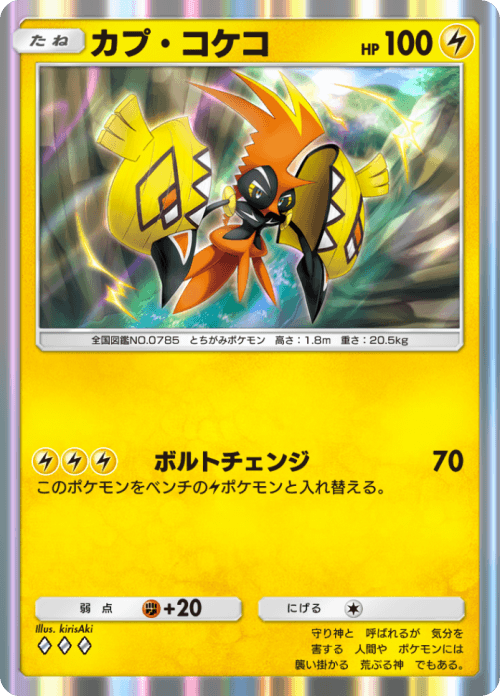 たね カプ・コケコ HP 100
全国図鑑NO.0785 とちがみポケモン 高さ:1.8m 重さ:20.5kg
ボルトチェンジ 70
このポケモンをベンチのポケモンと入れ替える。
弱点 +20 にげる
Illus. kirisAki
守り神と 呼ばれるが 気分を
害する 人間や ポケモンには
襲い掛かる 荒ぶる神 でもある。